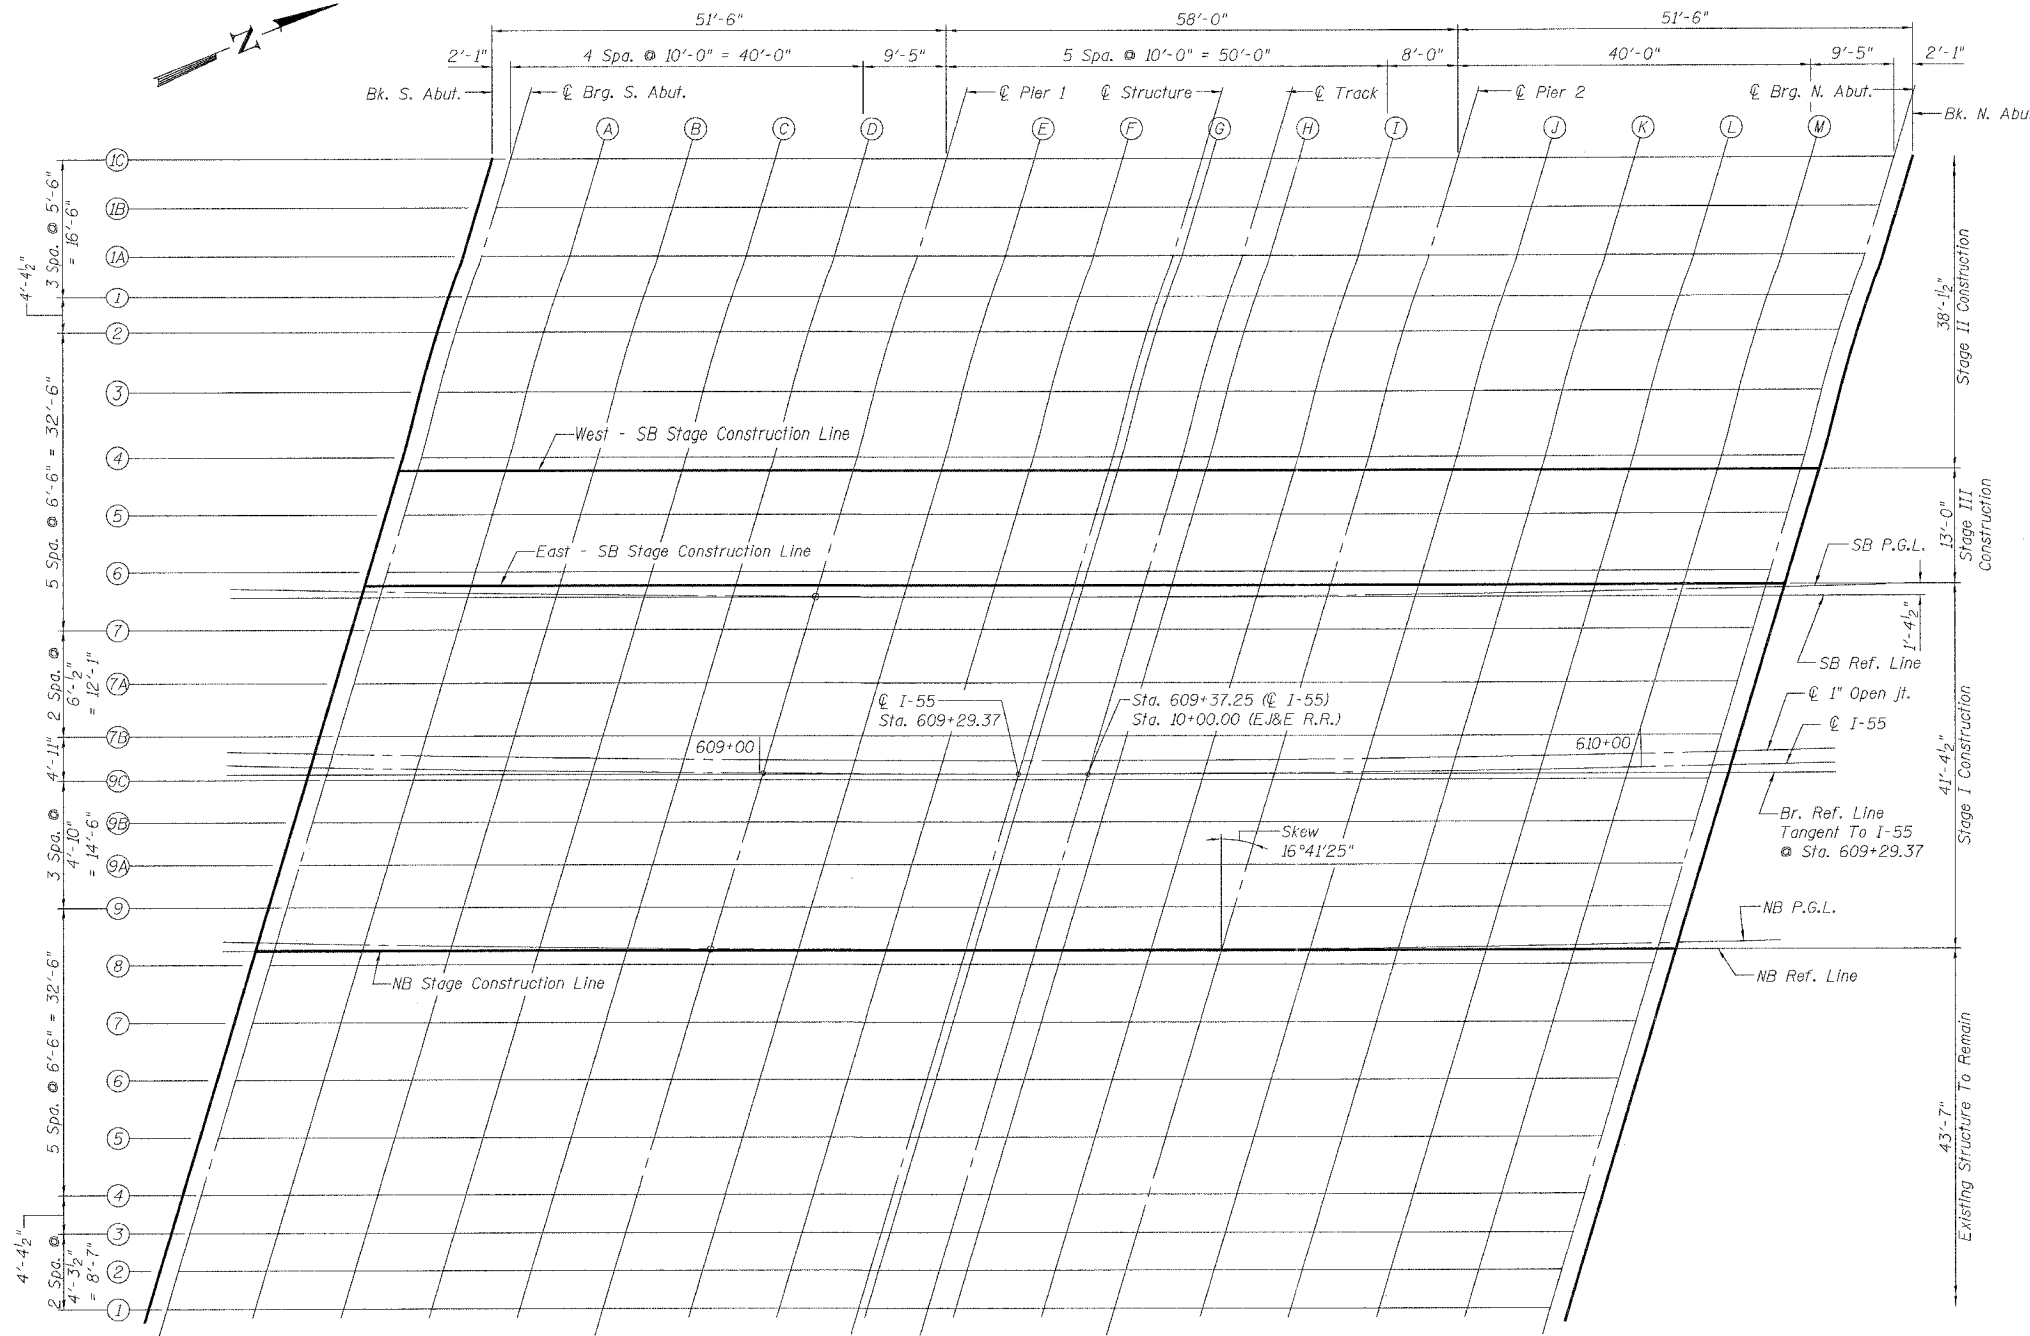 N
51'-6"
58'-0"
51'-6"
2'-1"
4 Spa. @ 10'-0" = 40'-0"
9'-5"
5 Spa. @ 10'-0" = 50'-0"
8'-0"
40'-0"
9'-5"
2'-1"
Bk. S. Abut.
℄ Brg. S. Abut.
℄ Pier 1
℄ Structure
℄ Track
℄ Pier 2
℄ Brg. N. Abut.
Bk. N. Abu
A
B
C
D
E
F
G
H
I
J
K
L
M
1C
1B
1A
1
2
3
4
5
6
7
7A
7B
9C
9B
9A
9
8
7
6
5
4
3
2
1
3 Spa. @ 5'-6"
= 16'-6"
4'-4½"
5 Spa. @ 6'-6" = 32'-6"
2 Spa. @
6'-½"
= 12'-1"
4'-11"
3 Spa. @
4'-10"
= 14'-6"
5 Spa. @ 6'-6" = 32'-6"
4'-4½"
2 Spa. @
4'-3½"
= 8'-7"
West - SB Stage Construction Line
East - SB Stage Construction Line
℄ I-55
Sta. 609+29.37
Sta. 609+37.25 (℄ I-55)
Sta. 10+00.00 (EJ&E R.R.)
609+00
610+00
Skew
16°41'25"
NB Stage Construction Line
38'-1½"
Stage II Construction
13'-0"
Stage III
Construction
SB P.G.L.
1'-4½"
SB Ref. Line
℄ 1" Open jt.
℄ I-55
41'-4½"
Stage I Construction
Br. Ref. Line
Tangent To I-55
@ Sta. 609+29.37
NB P.G.L.
NB Ref. Line
43'-7"
Existing Structure To Remain